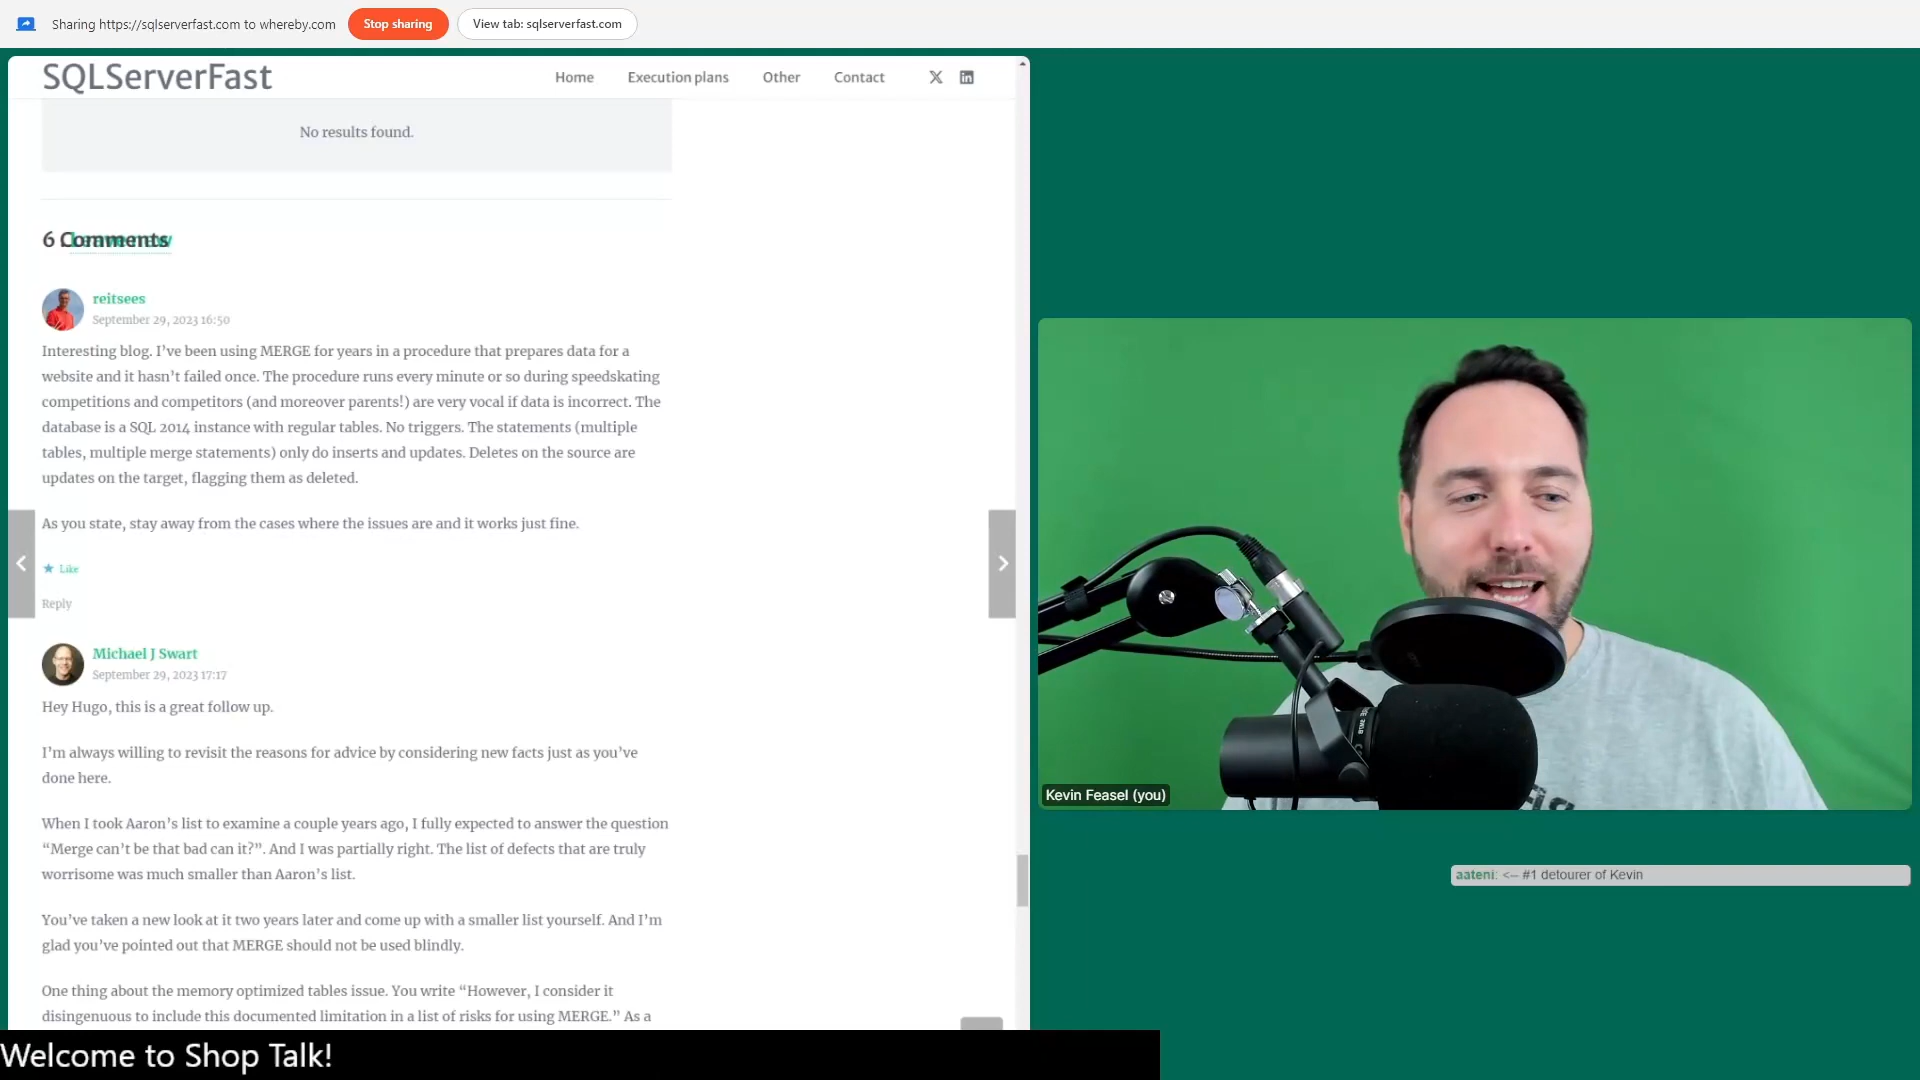 Sharing https://sqlserverfast.com to whereby.com
Stop sharing
View tab: sqlserverfast.com
SQLServerFast
Home
Execution plans
Other
Contact
No results found.
6 Comments
reitsees
September 29, 2023 16:50
Interesting blog. I’ve been using MERGE for years in a procedure that prepares data for a
website and it hasn’t failed once. The procedure runs every minute or so during speedskating
competitions and competitors (and moreover parents!) are very vocal if data is incorrect. The
database is a SQL 2014 instance with regular tables. No triggers. The statements (multiple
tables, multiple merge statements) only do inserts and updates. Deletes on the source are
updates on the target, flagging them as deleted.
As you state, stay away from the cases where the issues are and it works just fine.
Like
Reply
Michael J Swart
September 29, 2023 17:17
Hey Hugo, this is a great follow up.
I’m always willing to revisit the reasons for advice by considering new facts just as you’ve
done here.
When I took Aaron’s list to examine a couple years ago, I fully expected to answer the question
“Merge can’t be that bad can it?”. And I was partially right. The list of defects that are truly
worrisome was much smaller than Aaron’s list.
You’ve taken a new look at it two years later and come up with a smaller list yourself. And I’m
glad you’ve pointed out that MERGE should not be used blindly.
One thing about the memory optimized tables issue. You write “However, I consider it
disingenuous to include this documented limitation in a list of risks for using MERGE.” As a
Kevin Feasel (you)
aateni: <-- #1 detourer of Kevin
Welcome to Shop Talk!